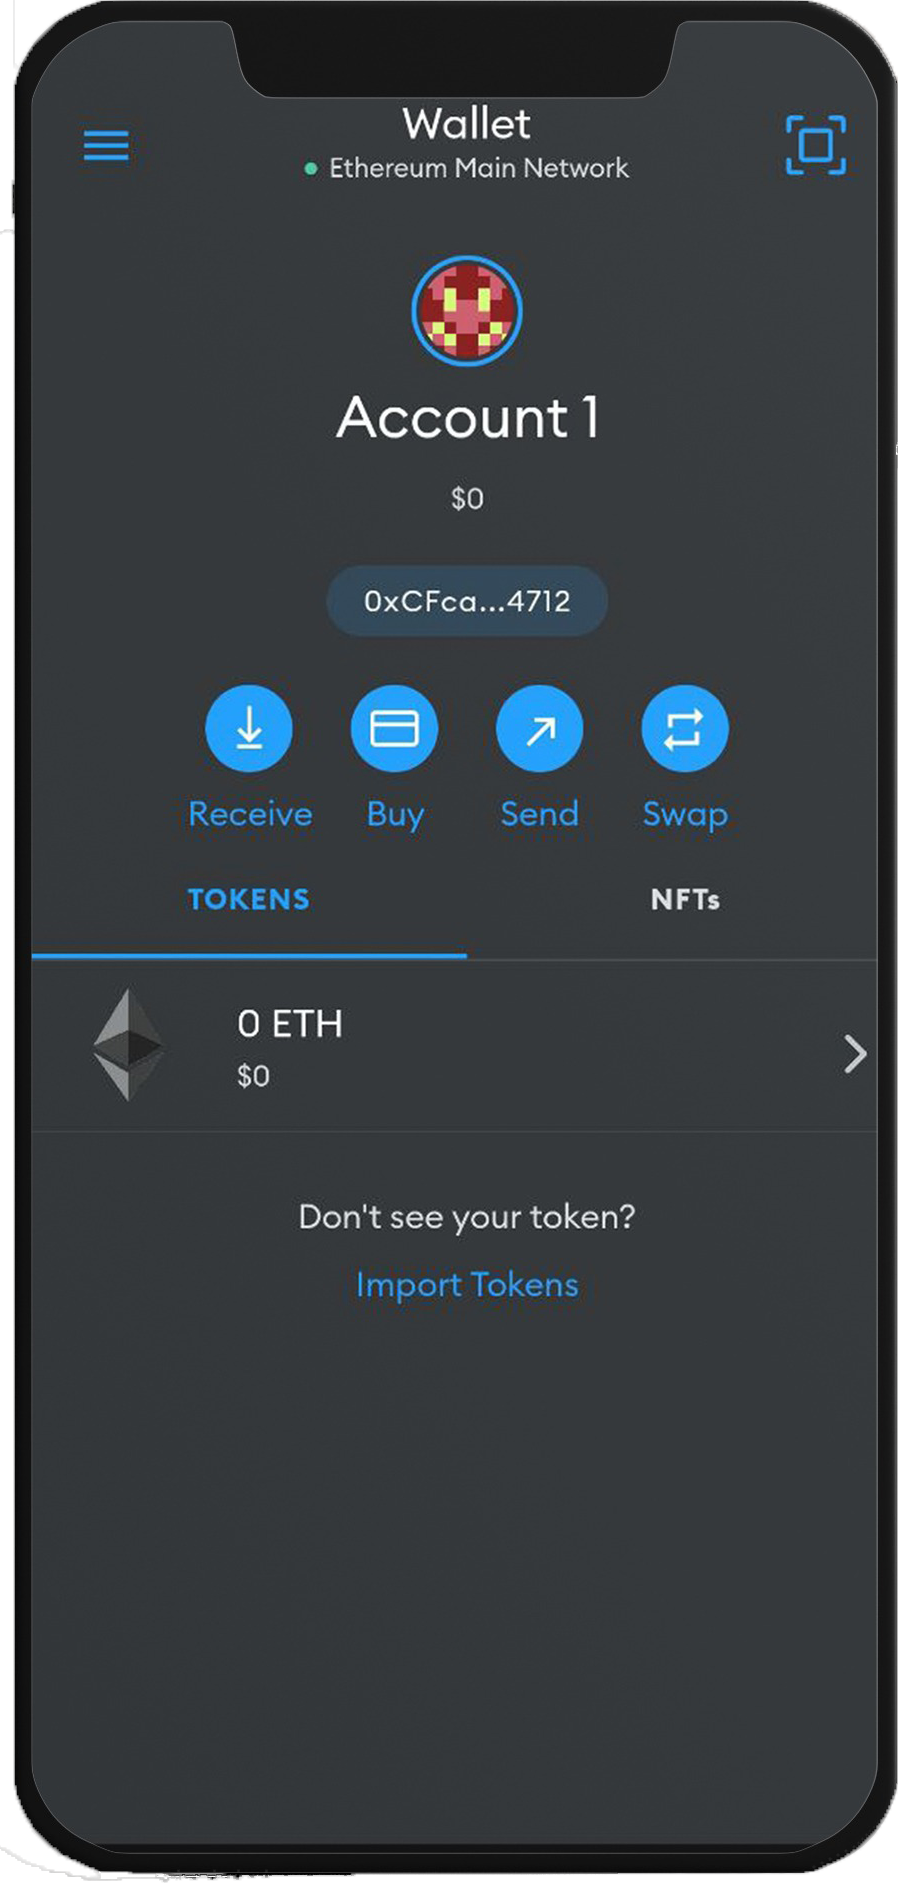 Wallet
Ethereum Main Network
Account 1
$0
0xCFca...4712
Receive Buy Send Swap
TOKENS NFTs
0 ETH
$0
Don't see your token?
Import Tokens